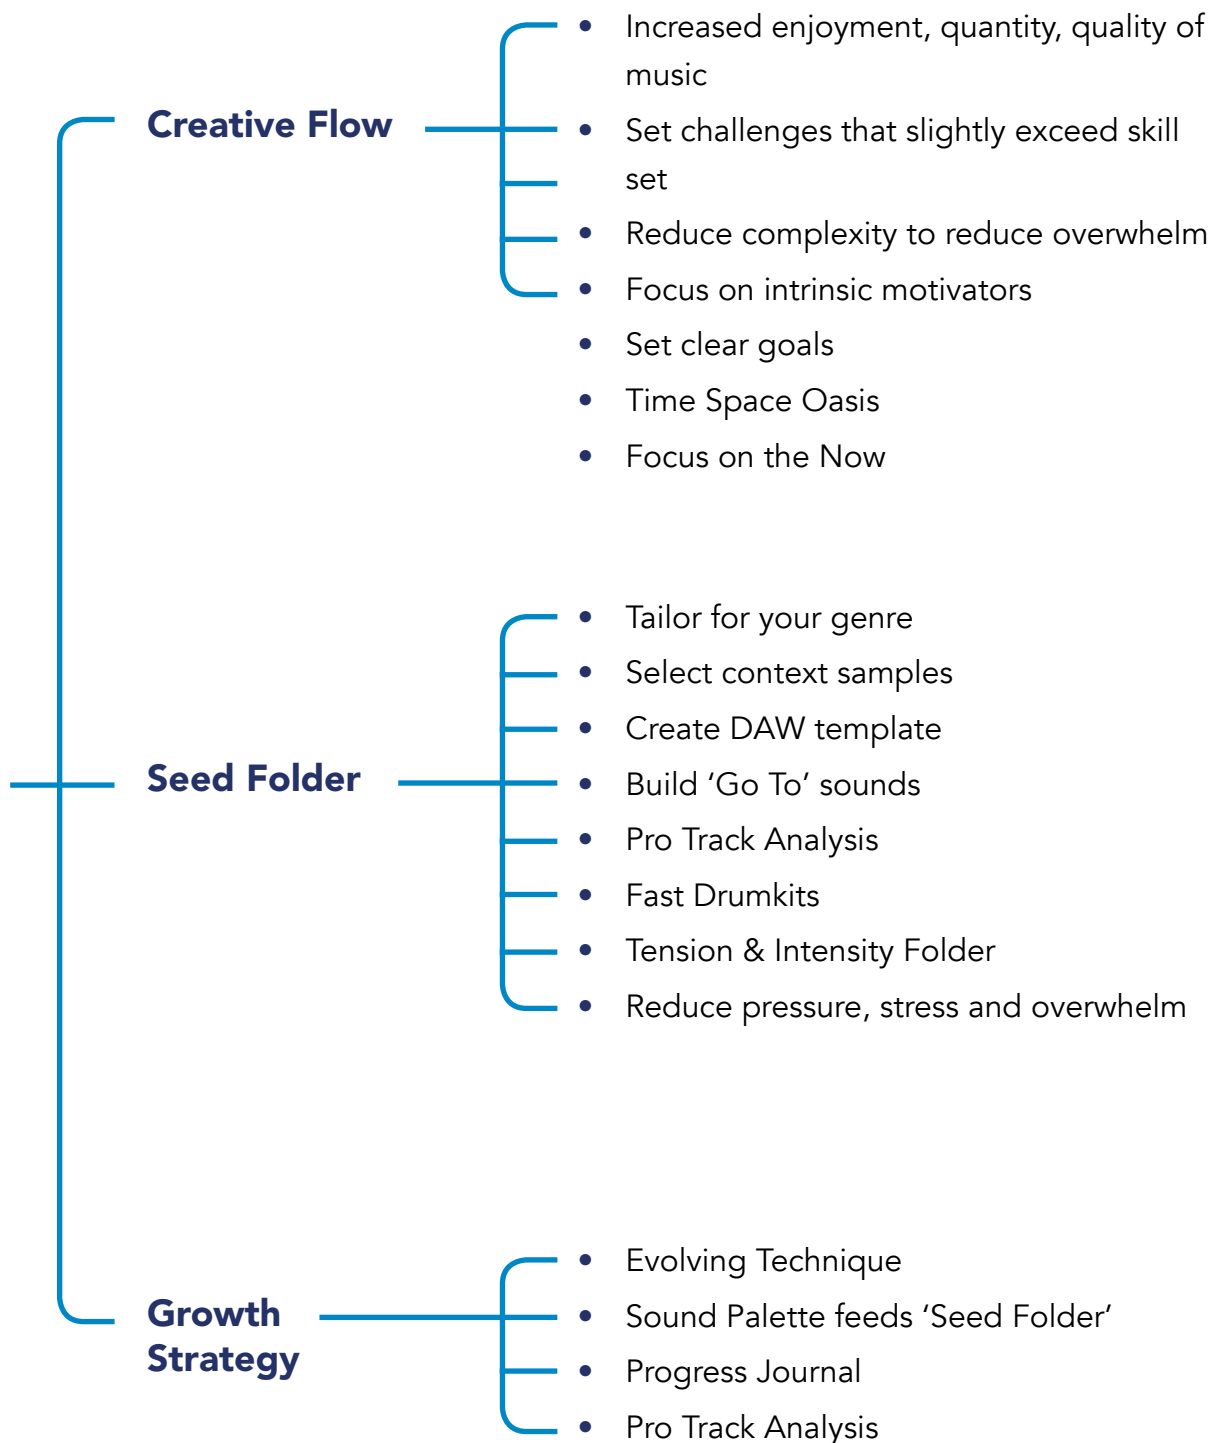 Creative Flow
• Increased enjoyment, quantity, quality of
music
• Set challenges that slightly exceed skill
set
• Reduce complexity to reduce overwhelm
• Focus on intrinsic motivators
• Set clear goals
• Time Space Oasis
• Focus on the Now
Seed Folder
• Tailor for your genre
• Select context samples
• Create DAW template
• Build ‘Go To’ sounds
• Pro Track Analysis
• Fast Drumkits
• Tension & Intensity Folder
• Reduce pressure, stress and overwhelm
Growth
Strategy
• Evolving Technique
• Sound Palette feeds ‘Seed Folder’
• Progress Journal
• Pro Track Analysis